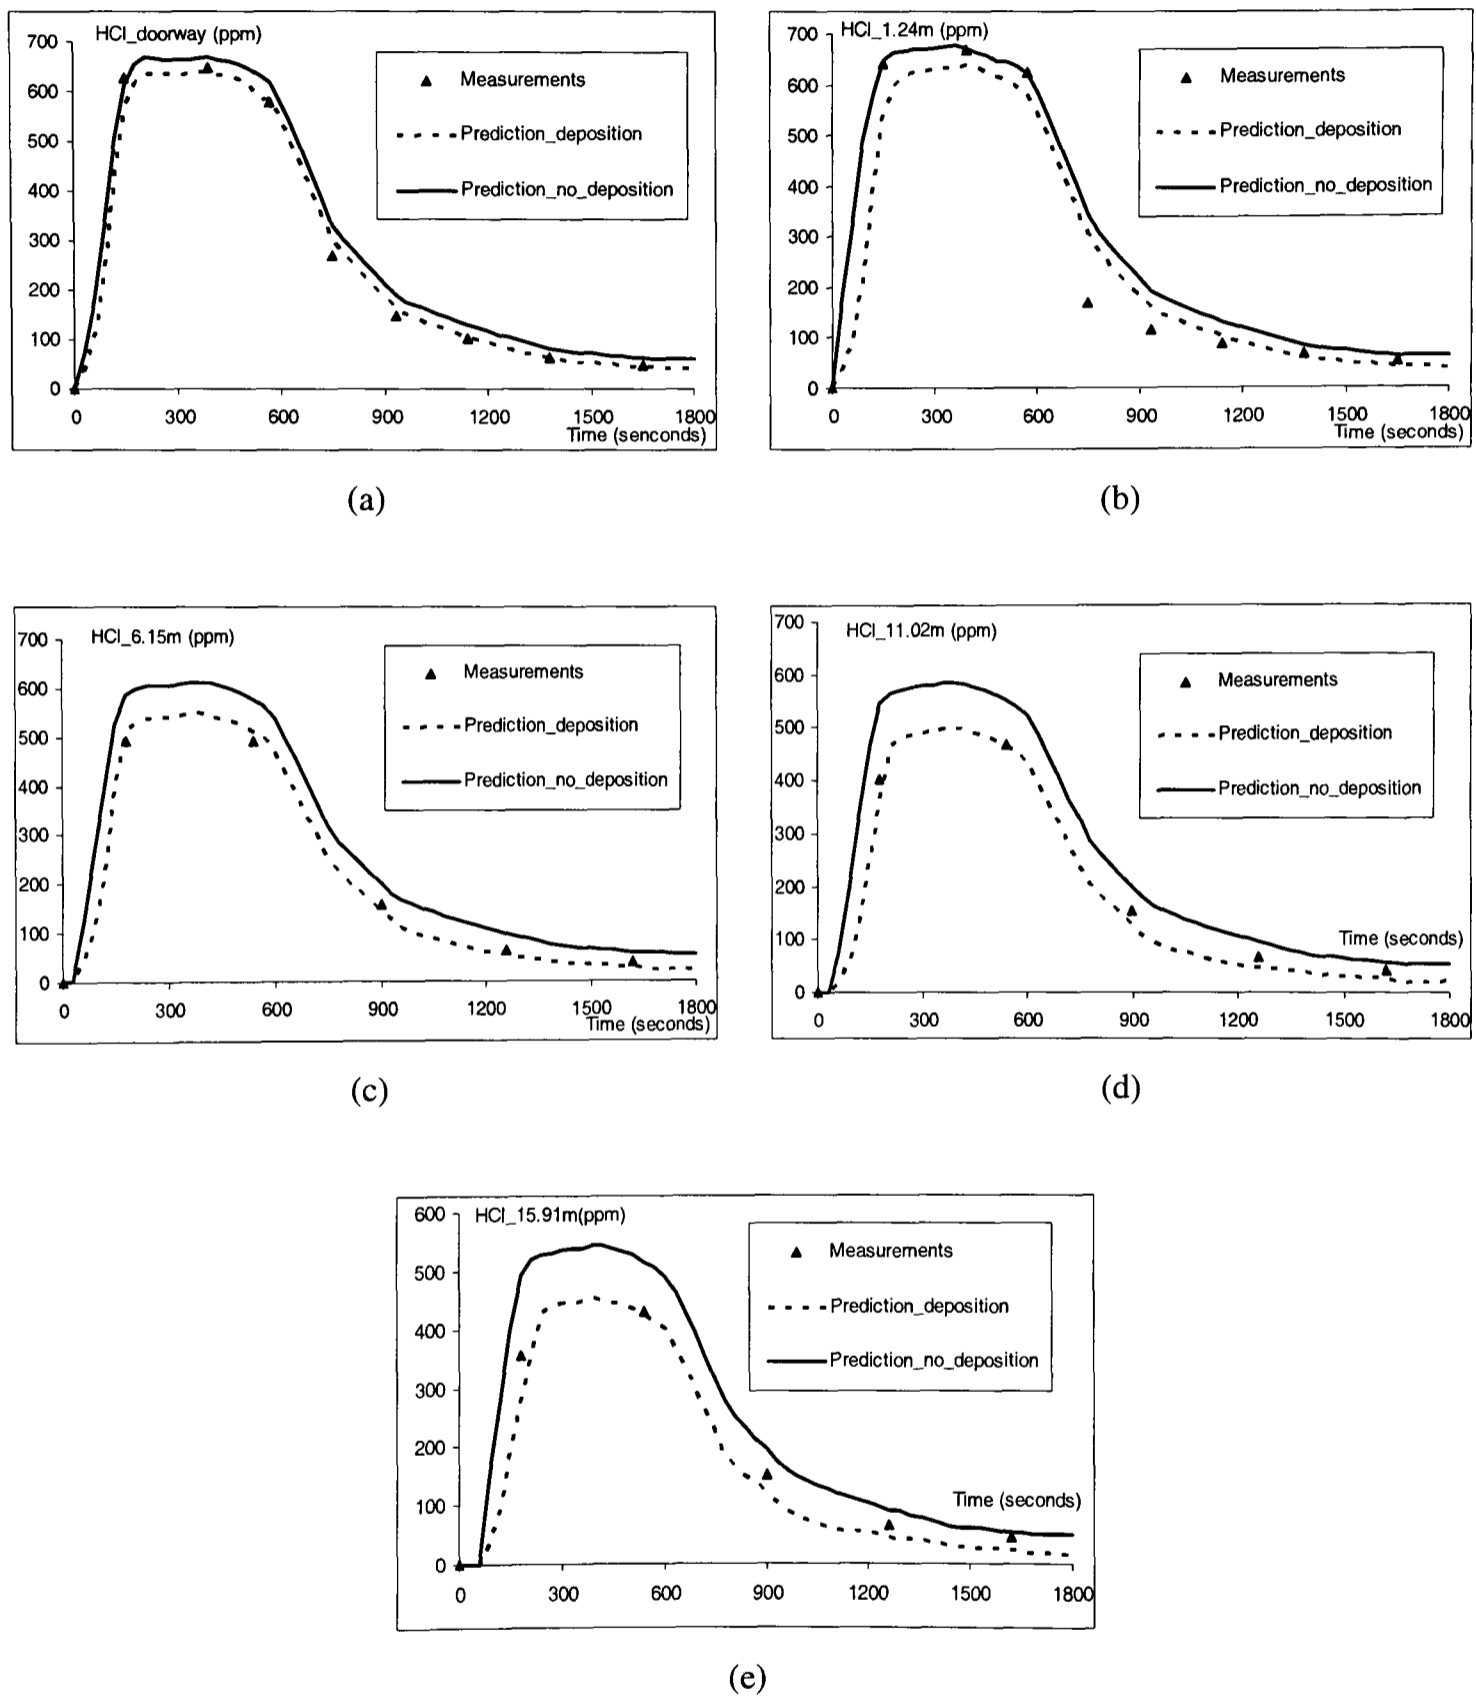 HCl_doorway (ppm)
700
600
500
400
300
200
100
0
0 300 600 900 1200 1500 1800
Time (senconds)
Measurements
Prediction_deposition
Prediction_no_deposition
(a)
HCl_1.24m (ppm)
700
600
500
400
300
200
100
0
0 300 600 900 1200 1500 1800
Time (seconds)
Measurements
Prediction_deposition
Prediction_no_deposition
(b)
HCl_6.15m (ppm)
700
600
500
400
300
200
100
0
0 300 600 900 1200 1500 1800
Time (seconds)
Measurements
Prediction_deposition
Prediction_no_deposition
(c)
HCl_11.02m (ppm)
700
600
500
400
300
200
100
0
0 300 600 900 1200 1500 1800
Time (seconds)
Measurements
Prediction_deposition
Prediction_no_deposition
(d)
HCl_15.91m(ppm)
600
500
400
300
200
100
0
0 300 600 900 1200 1500 1800
Time (seconds)
Measurements
Prediction_deposition
Prediction_no_deposition
(e)